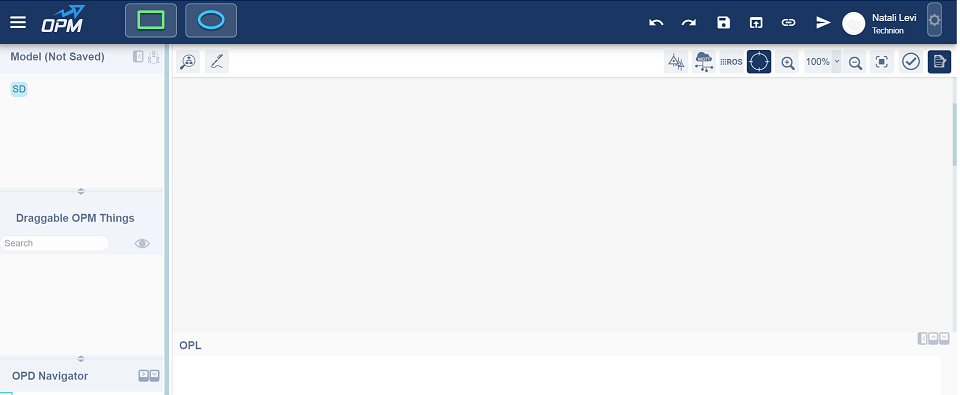 OPM
Natali Levi
Technion
Model (Not Saved)
ROS
100%
SD
Draggable OPM Things
Search
OPL
OPD Navigator